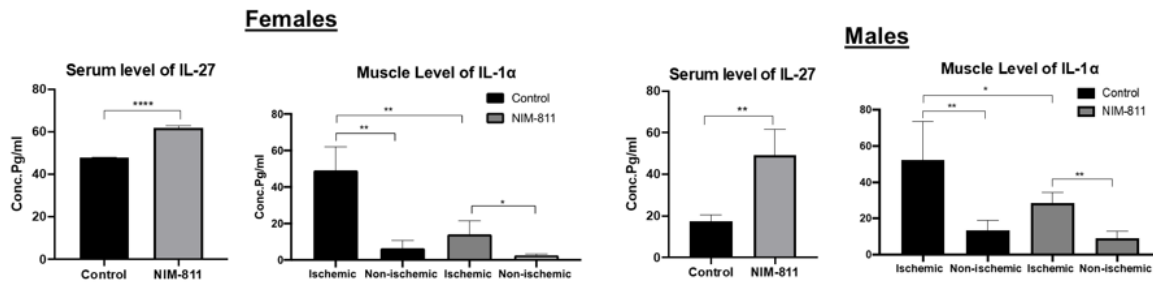 Females
Males
Serum level of IL-27
Conc.Pg/ml
80
60
40
20
0
****
Control
NIM-811
Muscle Level of IL-1α
Control
NIM-811
Conc.Pg/ml
80
60
40
20
0
**
**
*
Ischemic
Non-ischemic
Ischemic
Non-ischemic
Serum level of IL-27
Conc.Pg/ml
80
60
40
20
0
**
Control
NIM-811
Muscle Level of IL-1α
Control
NIM-811
80
60
40
20
0
*
**
**
Ischemic
Non-ischemic
Ischemic
Non-ischemic